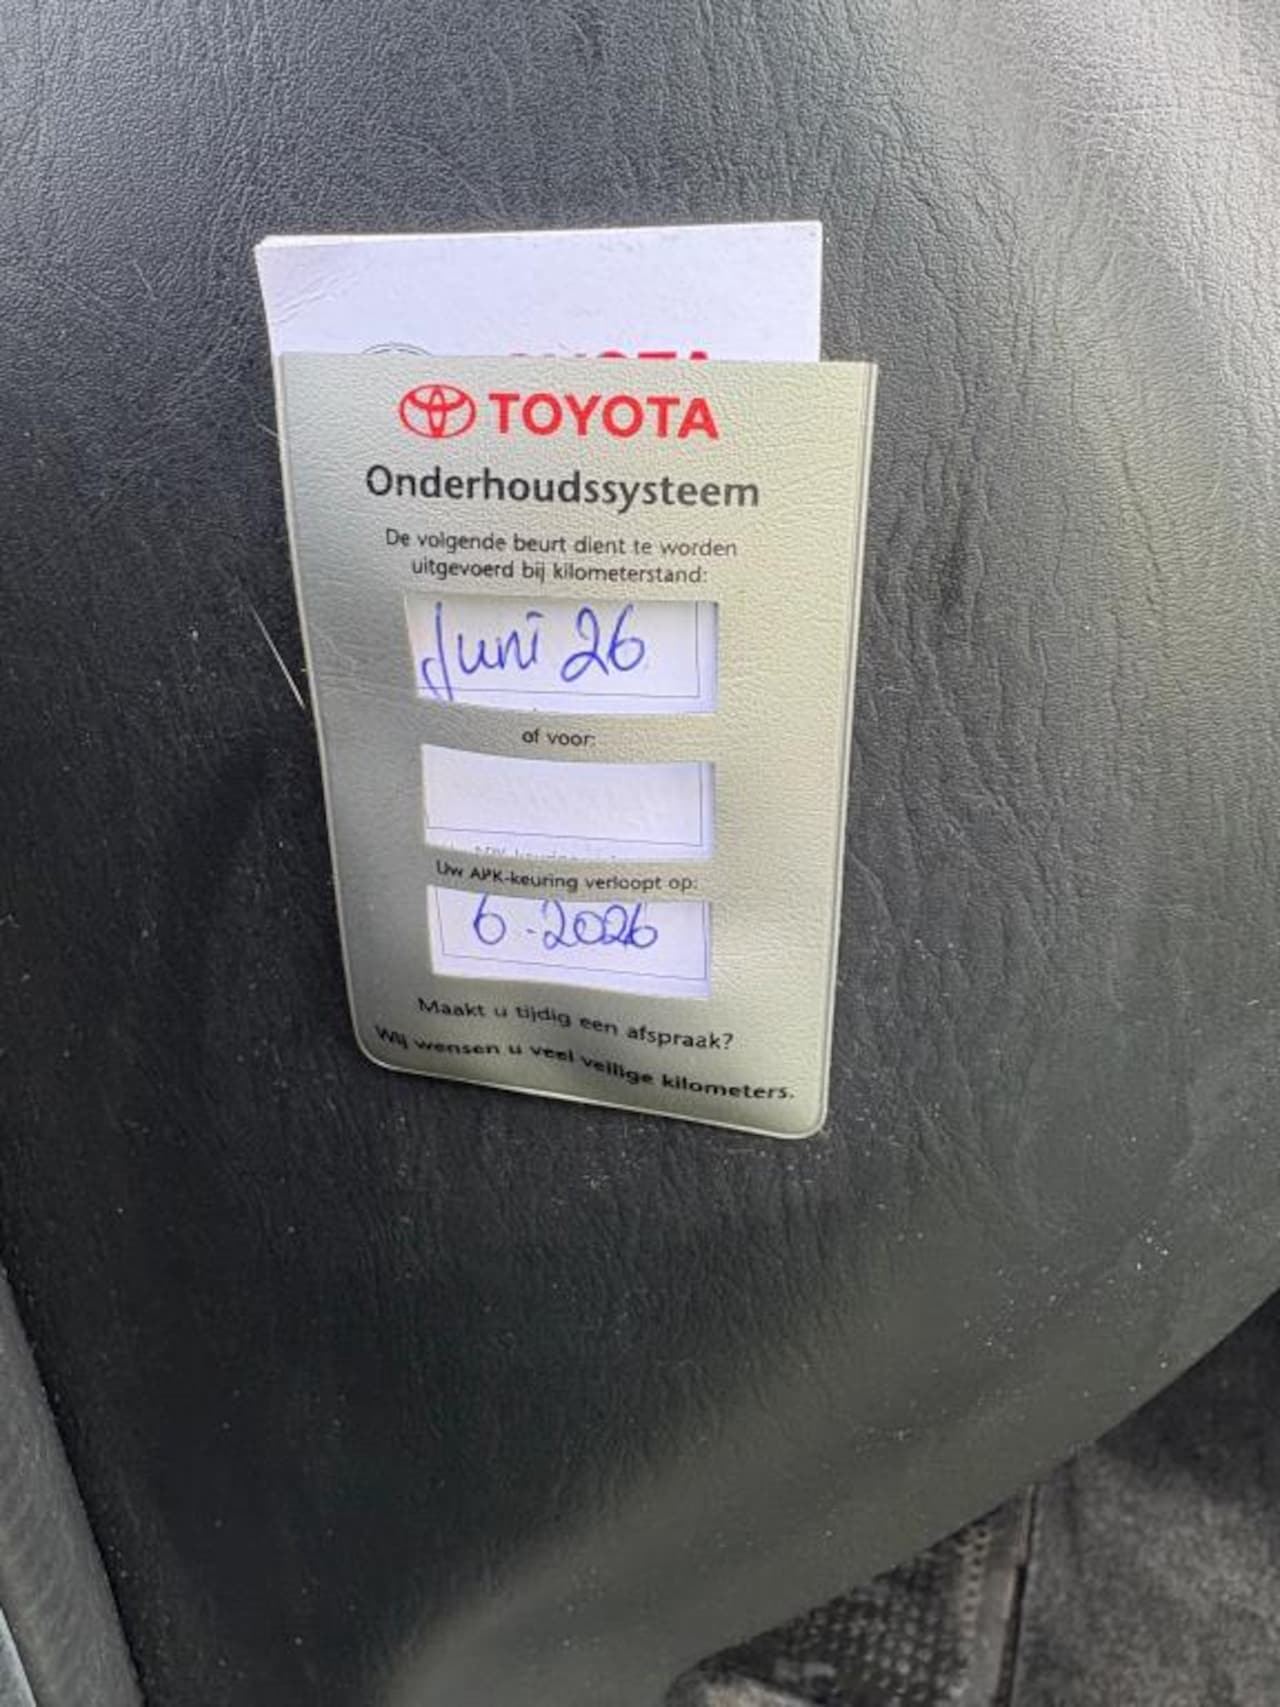 TOYOTA
TOYOTA
Onderhoudssysteem
De volgende beurt dient te worden
uitgevoerd bij kilometerstand:
Juni 26
of voor:
Uw APK-keuring verloopt op:
6-2026
Maakt u tijdig een afspraak?
Wij wensen u veel veilige kilometers.